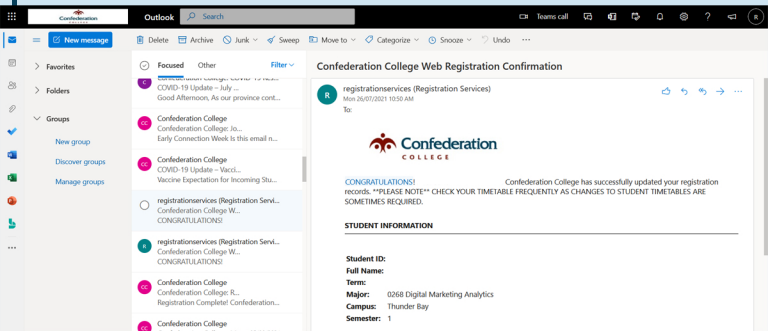 Confederation
COLLEGE
Outlook
Search
Teams call
R
New message
Delete
Archive
Junk
Sweep
Move to
Categorize
Snooze
Undo
Favorites
Folders
Groups
New group
Discover groups
Manage groups
Focused
Other
Filter
C
COVID-19 Update – July ...
Good Afternoon, As our province cont...
CC
Confederation College
Confederation College: Jo...
Early Connection Week Is this email n...
CC
Confederation College
COVID-19 Update – Vacci...
Vaccine Expectation for Incoming Stu...
registrationservices (Registration Servi...
Confederation College W...
CONGRATULATIONS!
R
registrationservices (Registration Servi...
Confederation College W...
CONGRATULATIONS!
CC
Confederation College
Confederation College: R...
Registration Complete! Confederation...
CC
Confederation College
Confederation College Web Registration Confirmation
R
registrationservices (Registration Services)
Mon 26/07/2021 10:50 AM
To:
Confederation
COLLEGE
CONGRATULATIONS! Confederation College has successfully updated your registration
records. **PLEASE NOTE** CHECK YOUR TIMETABLE FREQUENTLY AS CHANGES TO STUDENT TIMETABLES ARE
SOMETIMES REQUIRED.
STUDENT INFORMATION
Student ID:
Full Name:
Term:
Major: 0268 Digital Marketing Analytics
Campus: Thunder Bay
Semester: 1